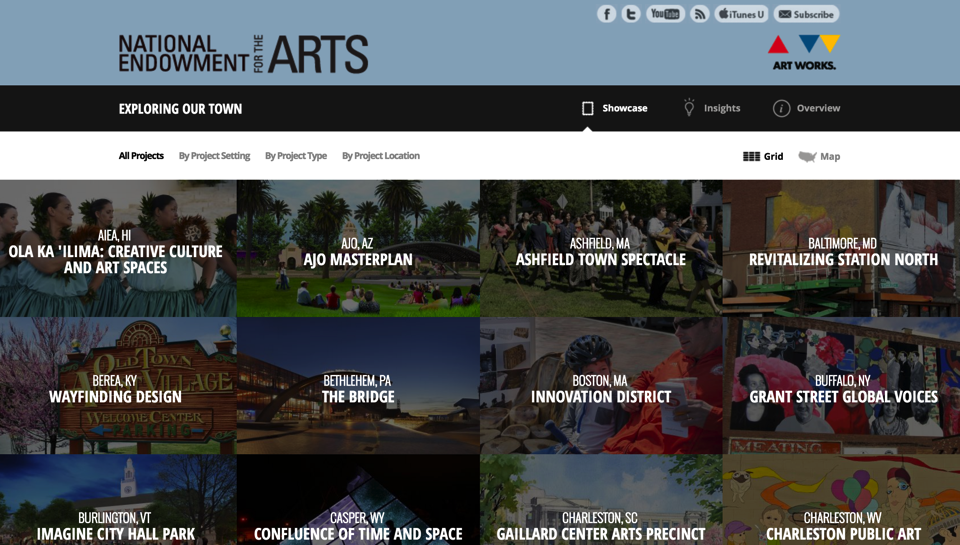 YouTube
iTunes U
Subscribe
NATIONAL
ENDOWMENT
FOR THE
ARTS
ART WORKS.
EXPLORING OUR TOWN
Showcase
Insights
Overview
All Projects
By Project Setting
By Project Type
By Project Location
Grid
Map
AIEA, HI
OLA KA 'ILIMA: CREATIVE CULTURE
AND ART SPACES
AJO, AZ
AJO MASTERPLAN
ASHFIELD, MA
ASHFIELD TOWN SPECTACLE
BALTIMORE, MD
REVITALIZING STATION NORTH
OLD TOWN
VILLAGE
WELCOME CENTER
PARKING
BEREA, KY
WAYFINDING DESIGN
BETHLEHEM, PA
THE BRIDGE
BOSTON, MA
INNOVATION DISTRICT
BUFFALO, NY
GRANT STREET GLOBAL VOICES
BURLINGTON, VT
IMAGINE CITY HALL PARK
CASPER, WY
CONFLUENCE OF TIME AND SPACE
CHARLESTON, SC
GAILLARD CENTER ARTS PRECINCT
CHARLESTON, WV
CHARLESTON PUBLIC ART